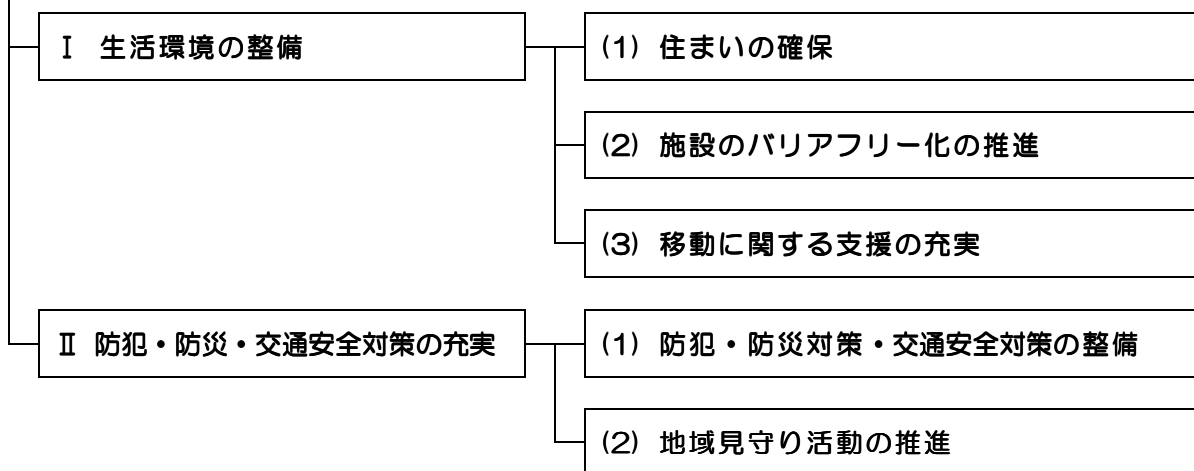 Ⅰ 生活環境の整備
(1) 住まいの確保
(2) 施設のバリアフリー化の推進
(3) 移動に関する支援の充実
Ⅱ 防犯・防災・交通安全対策の充実
(1) 防犯・防災対策・交通安全対策の整備
(2) 地域見守り活動の推進